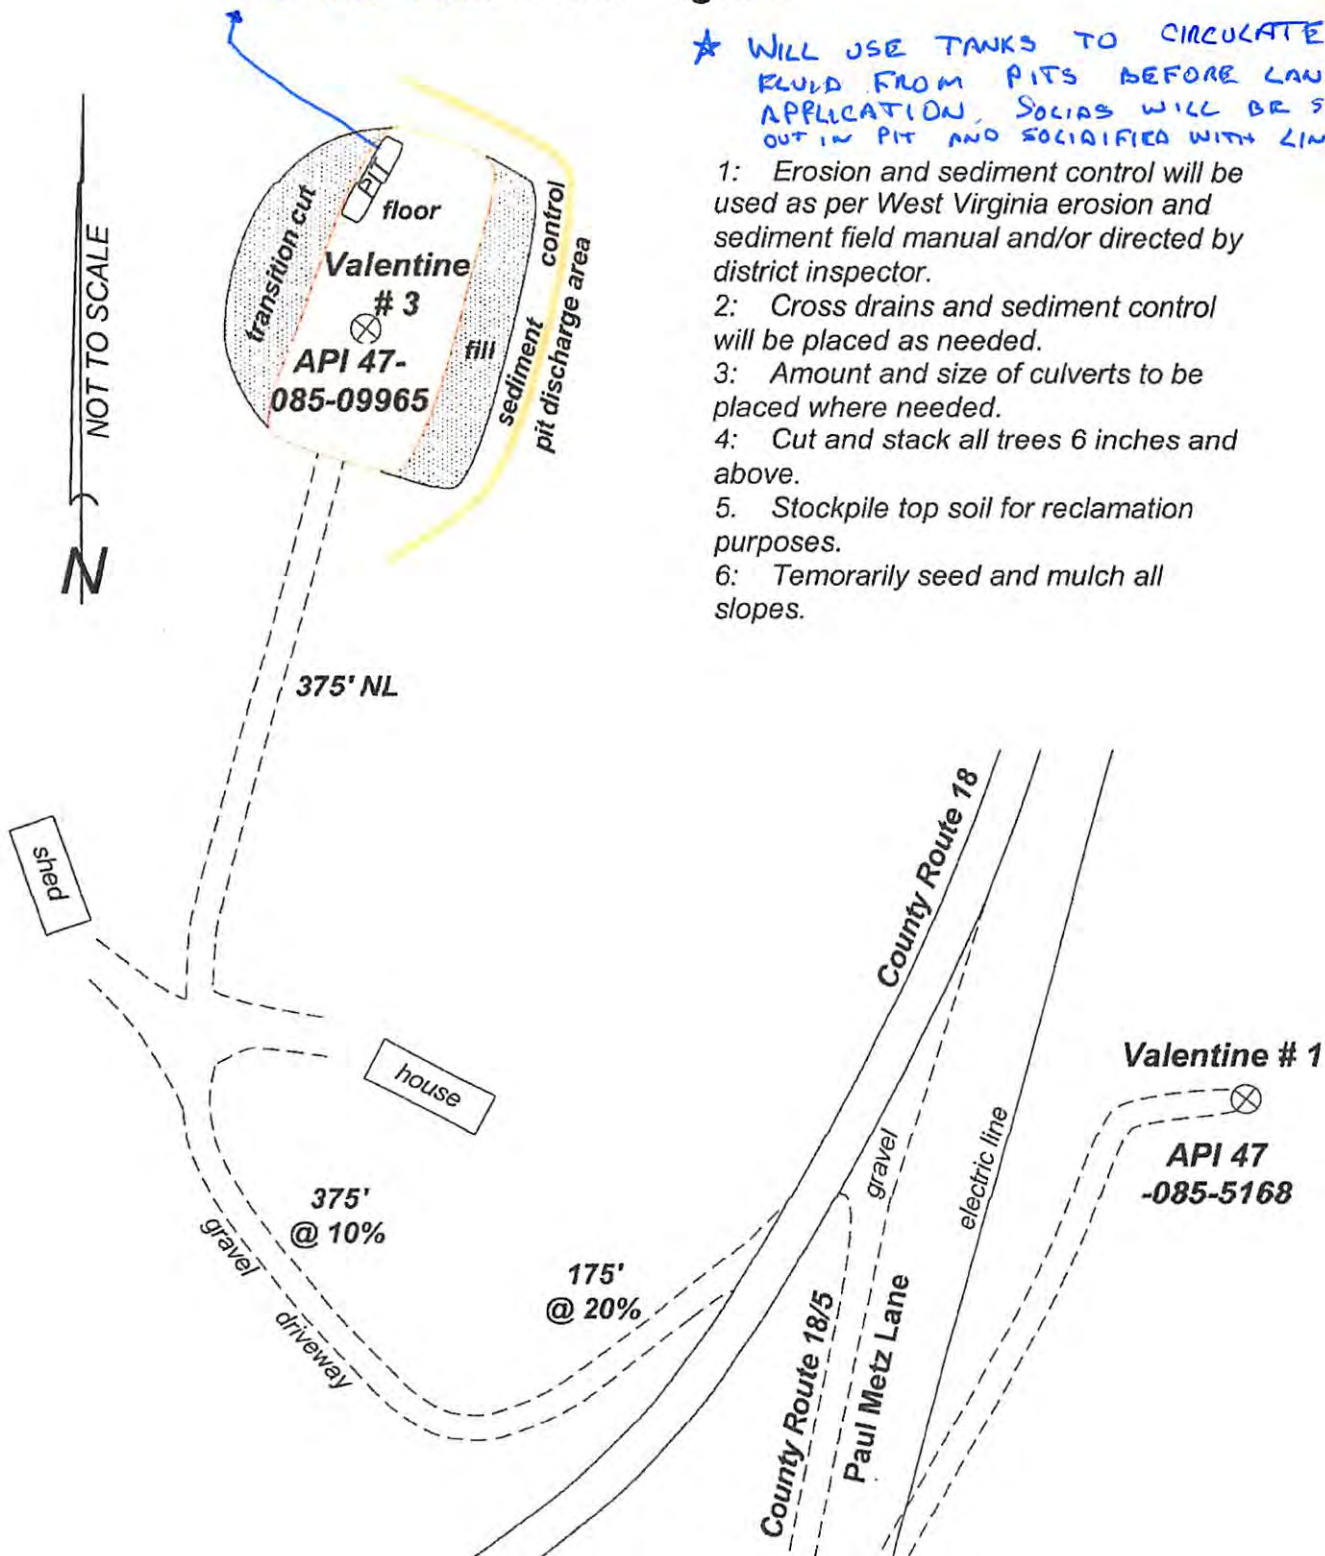 ★ WILL USE TANKS TO CIRCULATE
FLUID FROM PITS BEFORE
APPLICATION. SOLIDS WILL BE
OUT IN PIT AND SOLIDIFIED WITH
1: Erosion and sediment control will be
used as per West Virginia erosion and
sediment field manual and/or directed by
district inspector.
2: Cross drains and sediment control
will be placed as needed.
3: Amount and size of culverts to be
placed where needed.
4: Cut and stack all trees 6 inches and
above.
5. Stockpile top soil for reclamation
purposes.
6: Temorarily seed and mulch all
slopes.
NOT TO SCALE
N
transition cut
PIT
floor
Valentine
# 3
API 47-
085-09965
fill
sediment control
pit discharge area
375' NL
shed
house
375'
@ 10%
gravel
driveway
175'
@ 20%
County Route 18
gravel
electric line
County Route 18/5
Paul Metz Lane
Valentine # 1
API 47
-085-5168